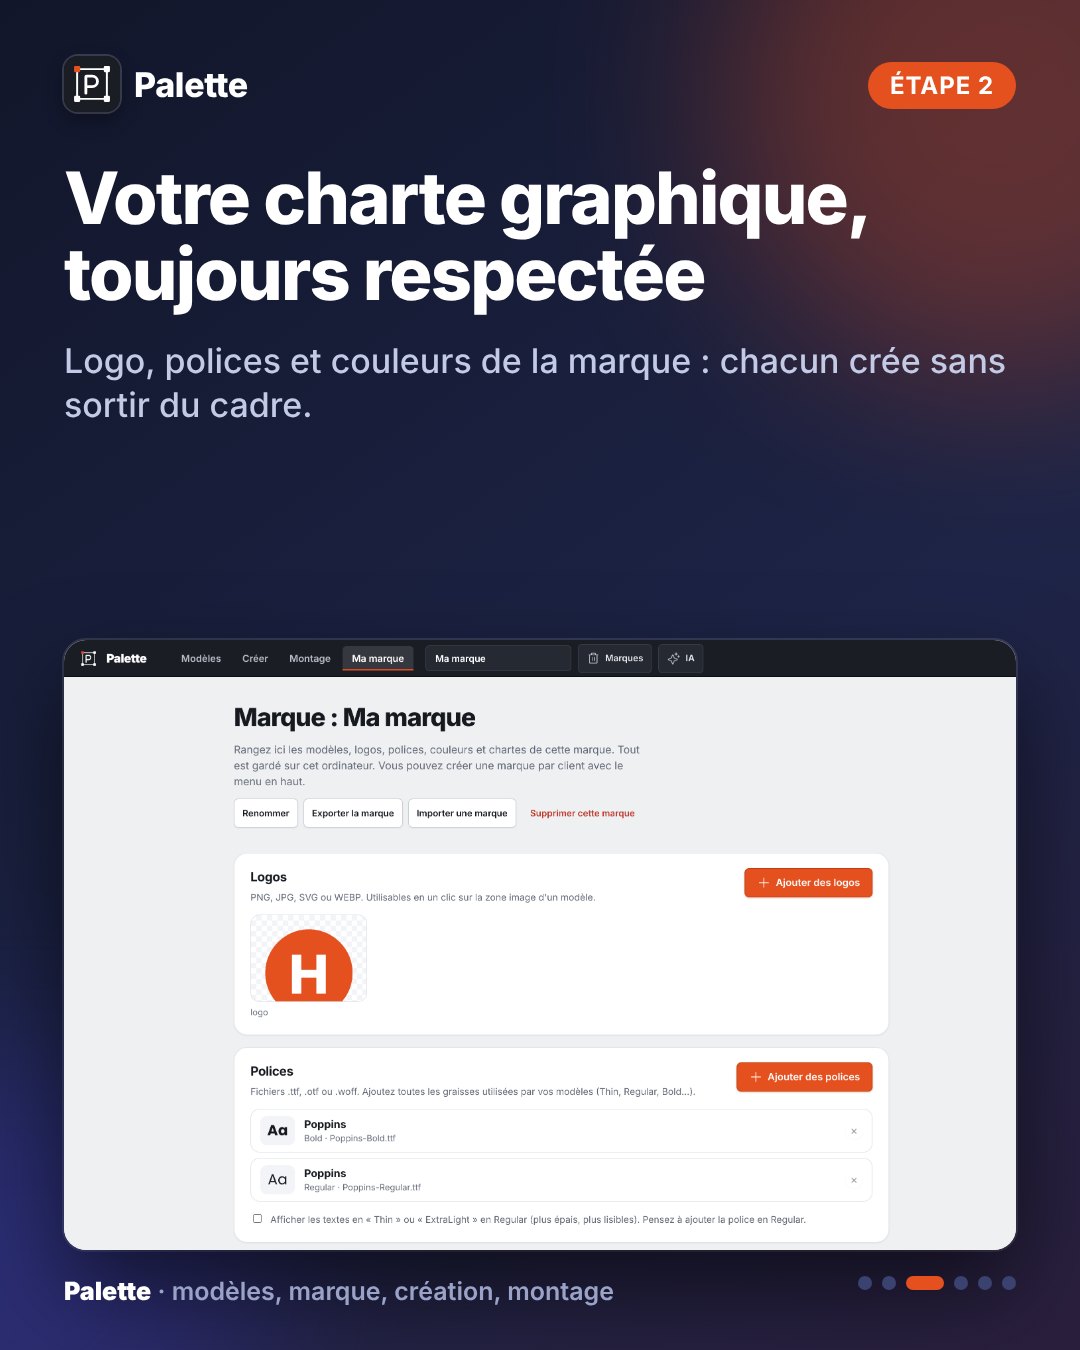 P Palette
ÉTAPE 2
Votre charte graphique,
toujours respectée
Logo, polices et couleurs de la marque : chacun crée sans
sortir du cadre.
P Palette Modèles Créer Montage Ma marque Ma marque Marques IA
Marque : Ma marque
Rangez ici les modèles, logos, polices, couleurs et chartes de cette marque. Tout
est gardé sur cet ordinateur. Vous pouvez créer une marque par client avec le
menu en haut.
Renommer Exporter la marque Importer une marque Supprimer cette marque
Logos
+ Ajouter des logos
PNG, JPG, SVG ou WEBP. Utilisables en un clic sur la zone image d'un modèle.
H
logo
Polices
+ Ajouter des polices
Fichiers .ttf, .otf ou .woff. Ajoutez toutes les graisses utilisées par vos modèles (Thin, Regular, Bold...).
Aa Poppins
Bold · Poppins-Bold.ttf ×
Aa Poppins
Regular · Poppins-Regular.ttf ×
Afficher les textes en « Thin » ou « ExtraLight » en Regular (plus épais, plus lisibles). Pensez à ajouter la police en Regular.
Palette · modèles, marque, création, montage